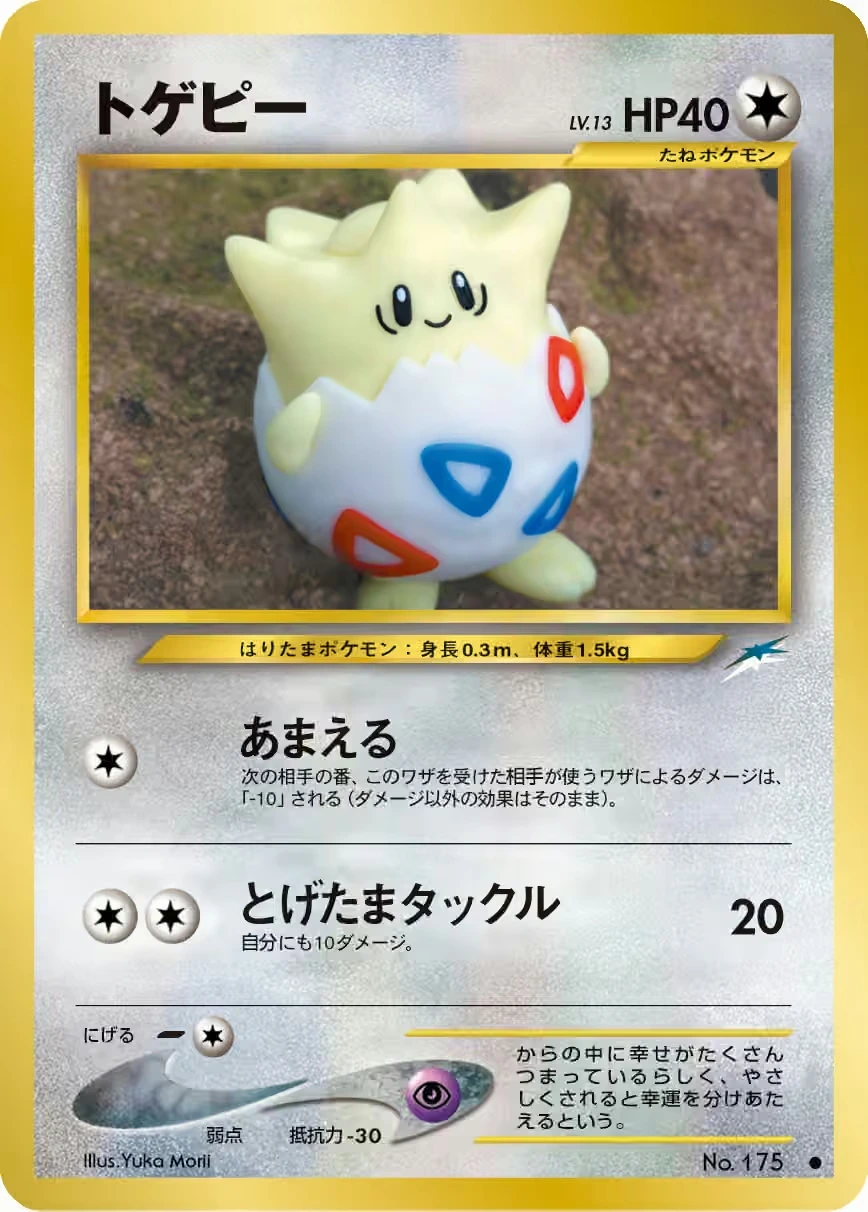 トゲピー
LV.13 HP40
たねポケモン
はりたまポケモン：身長0.3m、体重1.5kg
あまえる
次の相手の番、このワザを受けた相手が使うワザによるダメージは、
「-10」される（ダメージ以外の効果はそのまま）。
とげたまタックル
20
自分にも10ダメージ。
にげる
弱点
抵抗力-30
からの中に幸せがたくさん
つまっているらしく、やさ
しくされると幸運を分けあた
えるという。
Illus.Yuka Morii
No. 175